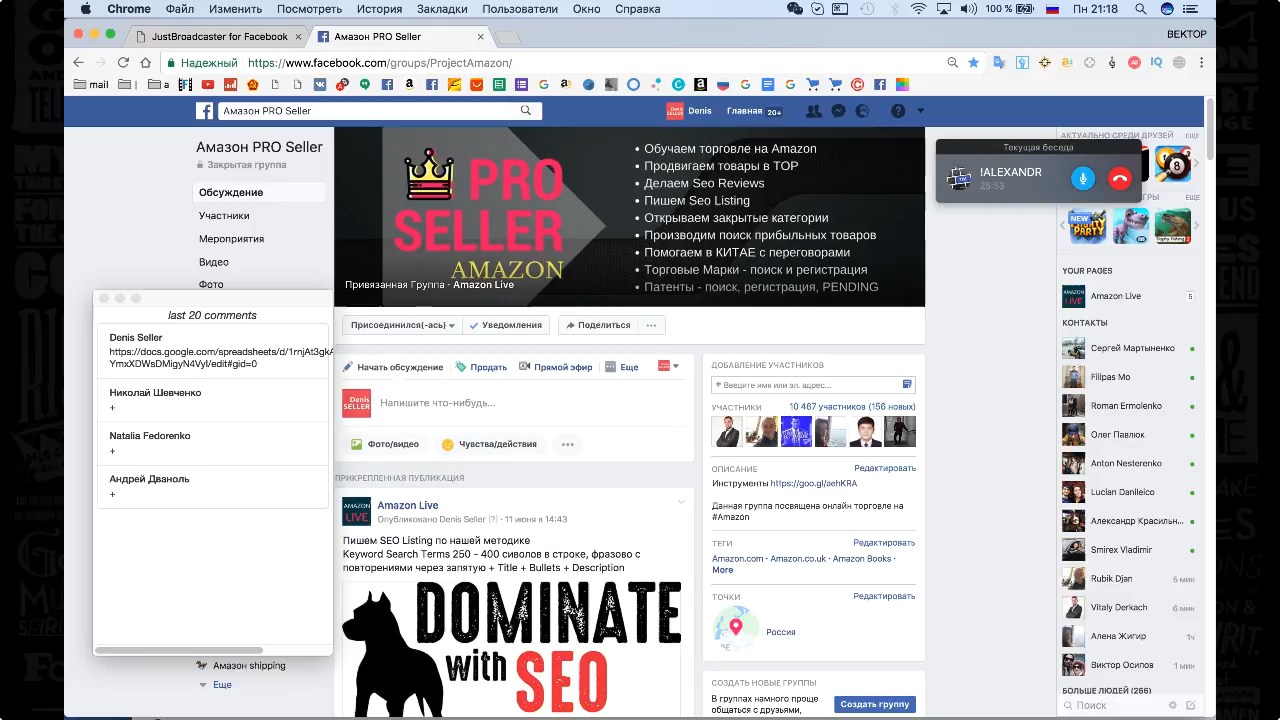 Chrome Файл Изменить Посмотреть История Закладки Пользователи Окно Справка
100 % Пн 21:18
JustBroadcaster for Facebook
Амазон PRO Seller
ВЕКТОР
Надежный https://www.facebook.com/groups/ProjectAmazon/
mail
a
Амазон PRO Seller
Denis
Главная 20+
Амазон PRO Seller
Закрытая группа
Обсуждение
Участники
Мероприятия
Видео
Фото
last 20 comments
Denis Seller
https://docs.google.com/spreadsheets/d/1rnjAt3gkA
YmxXDWsDMigyN4VyI/edit#gid=0
Николай Шевченко
+
Natalia Fedorenko
+
Андрей Дваноль
+
Амазон shipping
Еще
PRO
SELLER
AMAZON
Привязанная Группа · Amazon Live
• Обучаем торговле на Amazon
• Продвигаем товары в TOP
• Делаем Seo Reviews
• Пишем Seo Listing
• Открываем закрытые категории
• Производим поиск прибыльных товаров
• Помогаем в КИТАЕ с переговорами
• Торговые Марки - поиск и регистрация
• Патенты - поиск, регистрация, PENDING
Присоединился(-ась)
Уведомления
Поделиться
Начать обсуждение
Продать
Прямой эфир
Еще
Denis
SELLER
Напишите что-нибудь...
Фото/видео
Чувства/действия
ПРИКРЕПЛЕННАЯ ПУБЛИКАЦИЯ
AMAZON
LIVE
Amazon Live
Опубликовано Denis Seller [?] · 11 июня в 14:43
Пишем SEO Listing по нашей методике
Keyword Search Terms 250 - 400 сиволов в строке, фразово с
повторениями через запятую + Title + Bullets + Description
DOMINATE
with SEO
ДОБАВЛЕНИЕ УЧАСТНИКОВ
+ Введите имя или эл. адрес...
УЧАСТНИКИ 10 467 участников (156 новых)
ОПИСАНИЕ Редактировать
Инструменты https://goo.gl/aehKRA
Данная группа посвящена онлайн торговле на
#Amazon
ТЕГИ Редактировать
Amazon.com · Amazon.co.uk · Amazon Books ·
More
ТОЧКИ Редактировать
Россия
СОЗДАТЬ НОВЫЕ ГРУППЫ
В группах намного проще
общаться с друзьями,
Создать группу
Текущая беседа
!ALEXANDR
25:53
АКТУАЛЬНО СРЕДИ ДРУЗЕЙ ЕЩЕ
ИГРЫ ЕЩЕ
NEW
YOUR PAGES
AMAZON
LIVE
Amazon Live 5
КОНТАКТЫ
Сергей Мартыненко
Filipas Mo
Roman Ermolenko
Олег Павлюк
Anton Nesterenko
Lucian Danileico
Александр Красильн...
Smirex Vladimir
Rubik Djan 5 мин
Vitaly Derkach 6 мин
Алена Жигир 1ч
Виктор Осипов 1 мин
БОЛЬШЕ ЛЮДЕЙ (266)
Поиск